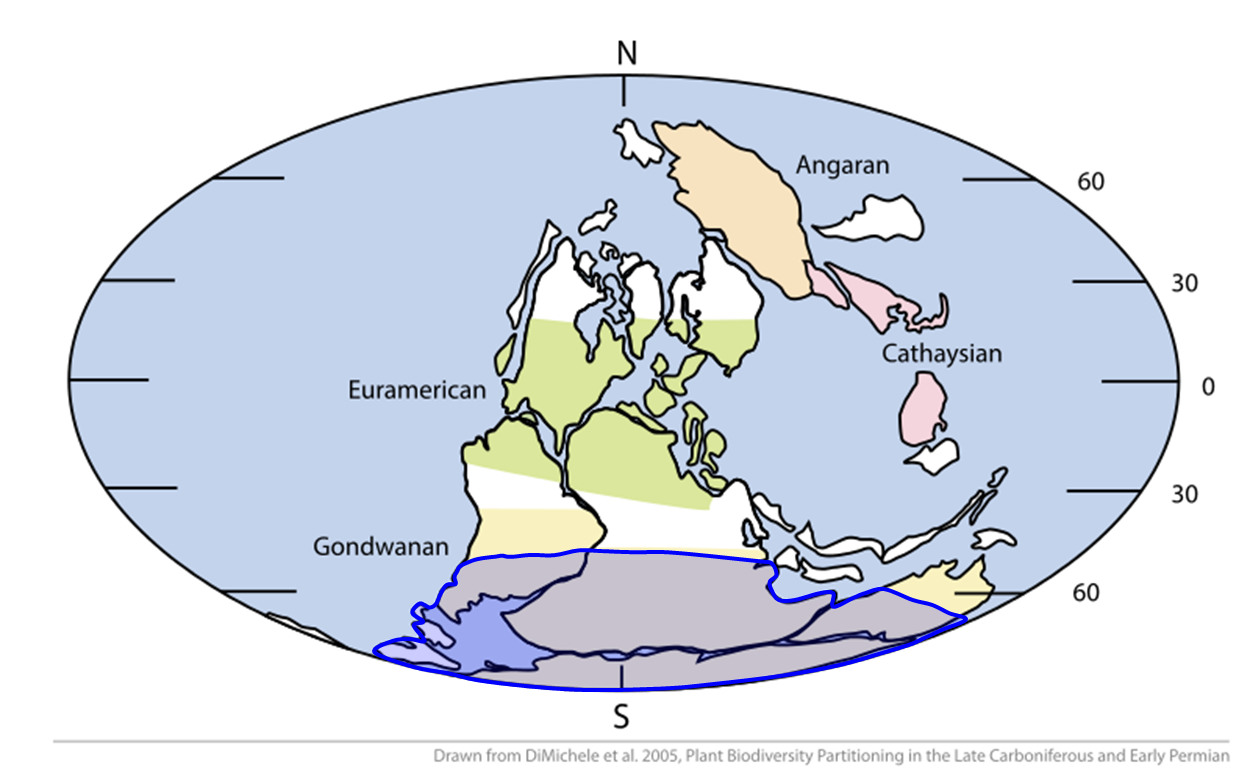 N
Angaran
60
30
Cathaysian
Euramerican
0
30
Gondwanan
60
S
Drawn from DiMichele et al. 2005, Plant Biodiversity Partitioning in the Late Carboniferous and Early Permian